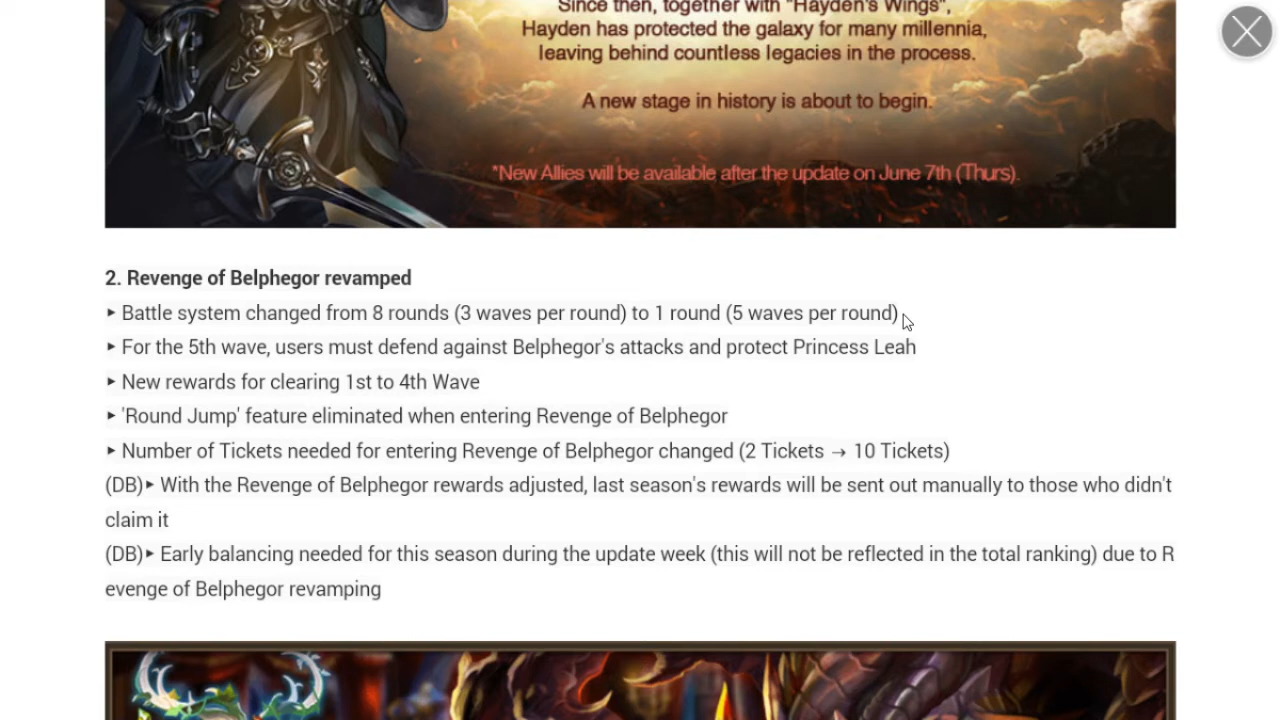 Since then, together with "Hayden's Wings",
Hayden has protected the galaxy for many millennia,
leaving behind countless legacies in the process.
A new stage in history is about to begin.
*New Allies will be available after the update on June 7th (Thurs).
2. Revenge of Belphegor revamped
▸ Battle system changed from 8 rounds (3 waves per round) to 1 round (5 waves per round)
▸ For the 5th wave, users must defend against Belphegor's attacks and protect Princess Leah
▸ New rewards for clearing 1st to 4th Wave
▸ 'Round Jump' feature eliminated when entering Revenge of Belphegor
▸ Number of Tickets needed for entering Revenge of Belphegor changed (2 Tickets → 10 Tickets)
(DB)▸ With the Revenge of Belphegor rewards adjusted, last season's rewards will be sent out manually to those who didn't
claim it
(DB)▸ Early balancing needed for this season during the update week (this will not be reflected in the total ranking) due to R
evenge of Belphegor revamping